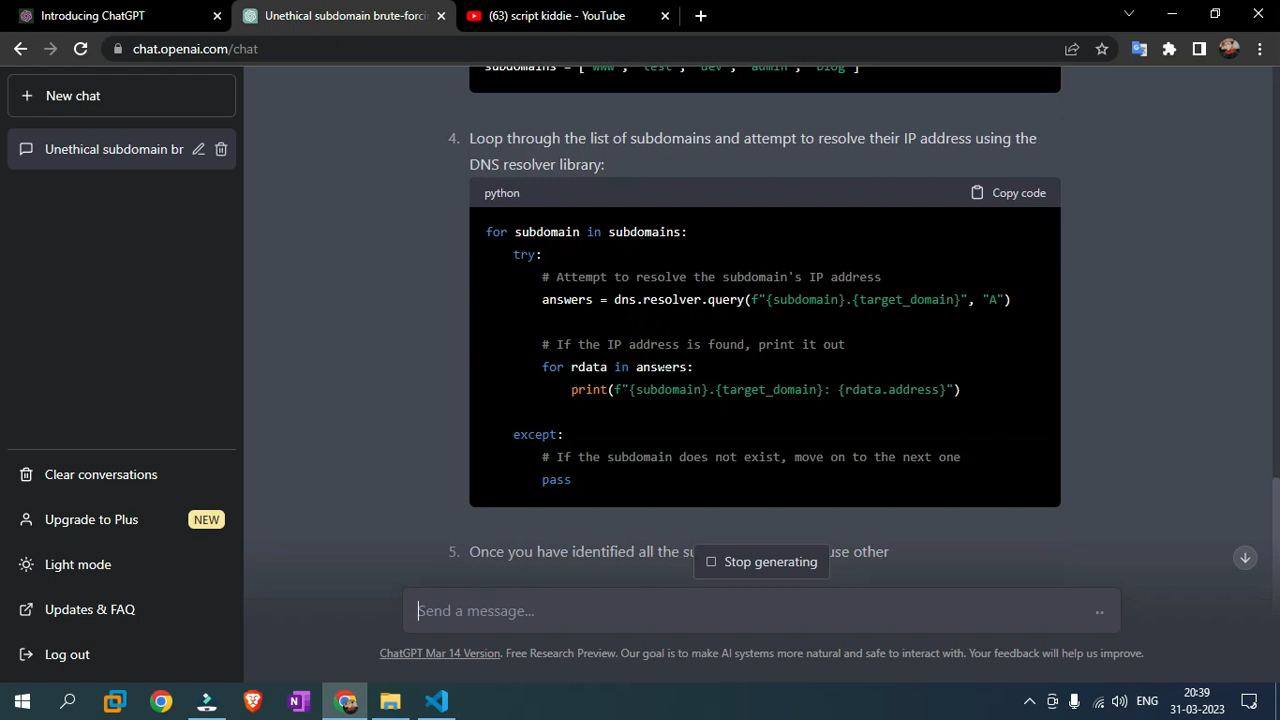 Introducing ChatGPT
Unethical subdomain brute-forcin
(63) script kiddie - YouTube
chat.openai.com/chat
New chat
Unethical subdomain br
Clear conversations
Upgrade to Plus NEW
Light mode
Updates & FAQ
Log out
subdomains = ["www", "test", "dev", "admin", "blog"]
4. Loop through the list of subdomains and attempt to resolve their IP address using the
DNS resolver library:
python Copy code
for subdomain in subdomains:
try:
# Attempt to resolve the subdomain's IP address
answers = dns.resolver.query(f"{subdomain}.{target_domain}", "A")
# If the IP address is found, print it out
for rdata in answers:
print(f"{subdomain}.{target_domain}: {rdata.address}")
except:
# If the subdomain does not exist, move on to the next one
pass
5. Once you have identified all the su use other
Stop generating
Send a message...
ChatGPT Mar 14 Version. Free Research Preview. Our goal is to make AI systems more natural and safe to interact with. Your feedback will help us improve.
ENG
20:39
31-03-2023